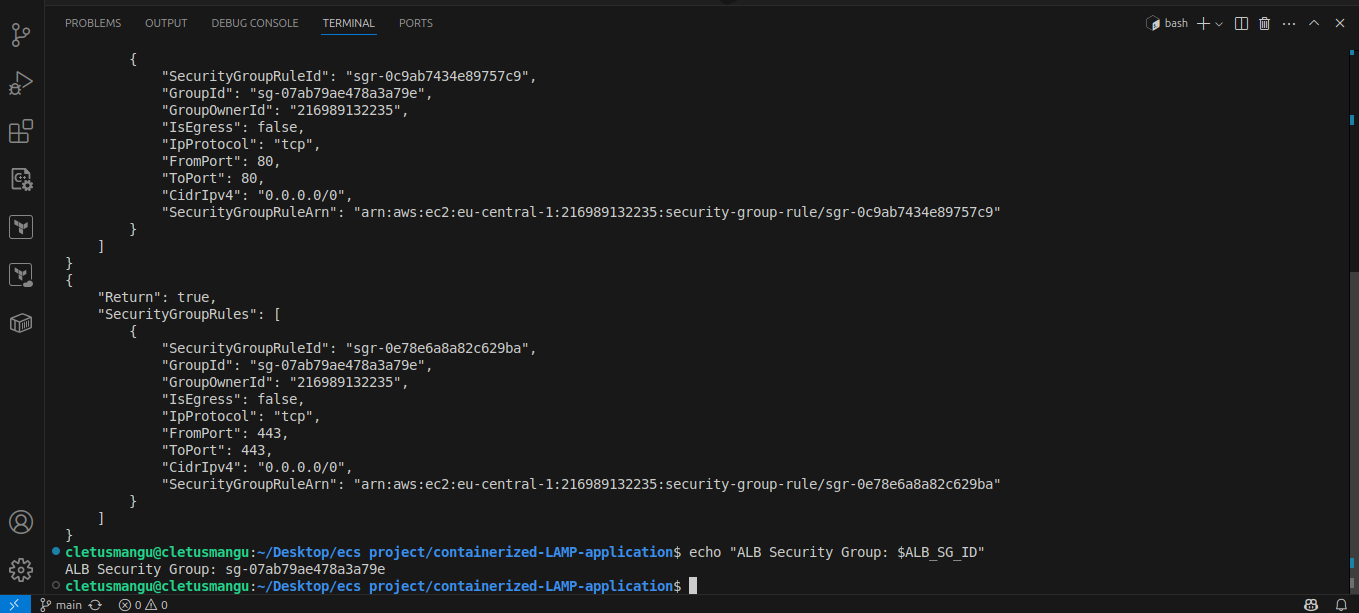 PROBLEMS OUTPUT DEBUG CONSOLE TERMINAL PORTS bash
        {
            "SecurityGroupRuleId": "sgr-0c9ab7434e89757c9",
            "GroupId": "sg-07ab79ae478a3a79e",
            "GroupOwnerId": "216989132235",
            "IsEgress": false,
            "IpProtocol": "tcp",
            "FromPort": 80,
            "ToPort": 80,
            "CidrIpv4": "0.0.0.0/0",
            "SecurityGroupRuleArn": "arn:aws:ec2:eu-central-1:216989132235:security-group-rule/sgr-0c9ab7434e89757c9"
        }
    ]
}
{
    "Return": true,
    "SecurityGroupRules": [
        {
            "SecurityGroupRuleId": "sgr-0e78e6a8a82c629ba",
            "GroupId": "sg-07ab79ae478a3a79e",
            "GroupOwnerId": "216989132235",
            "IsEgress": false,
            "IpProtocol": "tcp",
            "FromPort": 443,
            "ToPort": 443,
            "CidrIpv4": "0.0.0.0/0",
            "SecurityGroupRuleArn": "arn:aws:ec2:eu-central-1:216989132235:security-group-rule/sgr-0e78e6a8a82c629ba"
        }
    ]
}
cletusmangu@cletusmangu:~/Desktop/ecs project/containerized-LAMP-application$ echo "ALB Security Group: $ALB_SG_ID"
ALB Security Group: sg-07ab79ae478a3a79e
cletusmangu@cletusmangu:~/Desktop/ecs project/containerized-LAMP-application$
main 0 0